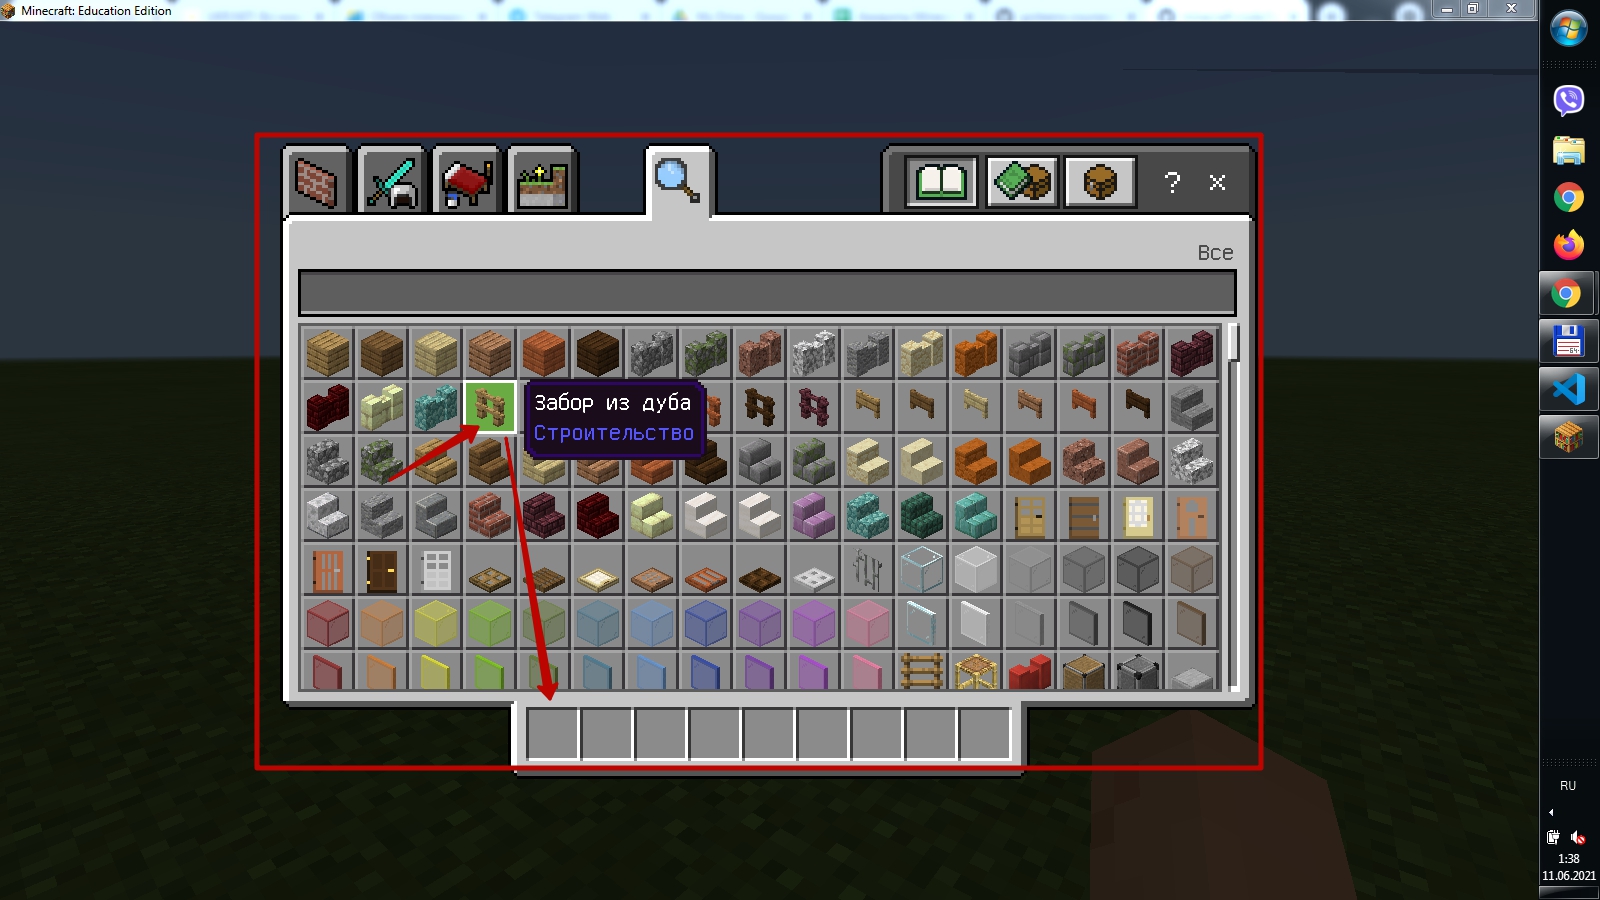 Minecraft: Education Edition
?
Все
Забор из дуба
Строительство
RU
1:38
11.06.2021